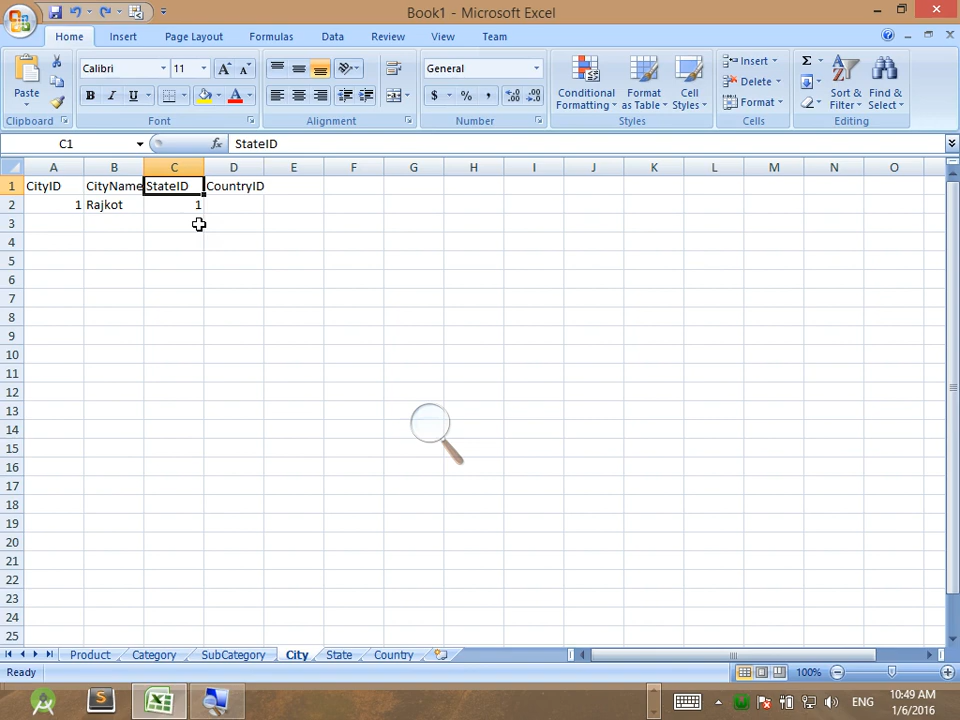 Book1 - Microsoft Excel
Home Insert Page Layout Formulas Data Review View Team
Paste
Calibri 11
General
B I U
$ % ,
Conditional Formatting
Format as Table
Cell Styles
Insert
Delete
Format
Sort & Filter
Find & Select
Clipboard Font Alignment Number Styles Cells Editing
C1 fx StateID
A B C D E F G H I J K L M N O
1 CityID CityName StateID CountryID
2 1 Rajkot 1
3
4
5
6
7
8
9
10
11
12
13
14
15
16
17
18
19
20
21
22
23
24
25
Product Category SubCategory City State Country
Ready 100%
ENG
10:49 AM
1/6/2016